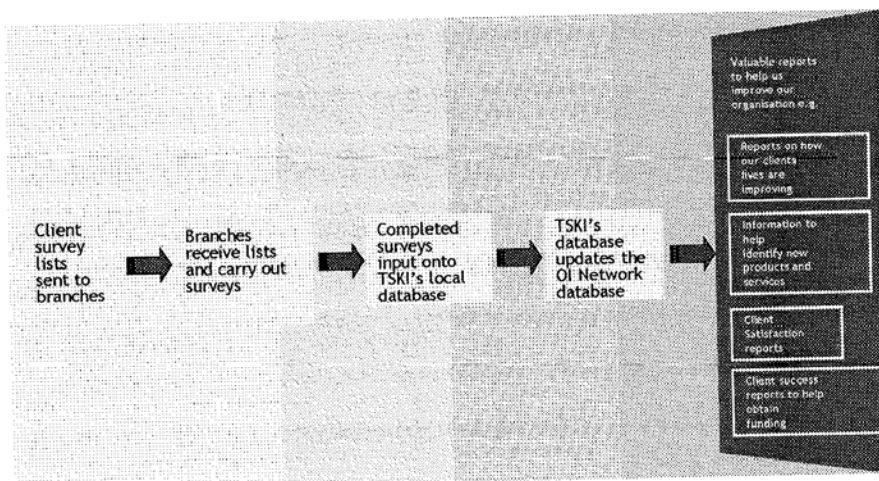 Client
survey
lists
sent to
branches
Branches
receive lists
and carry out
surveys
Completed
surveys
input onto
TSKI's local
database
TSKI's
database
updates the
OI Network
database
Valuable reports
to help us
improve our
organisation e.g.
Reports on how
our clients
lives are
improving
Information to
help
identify new
products and
services
Client
Satisfaction
reports
Client success
reports to help
obtain
funding